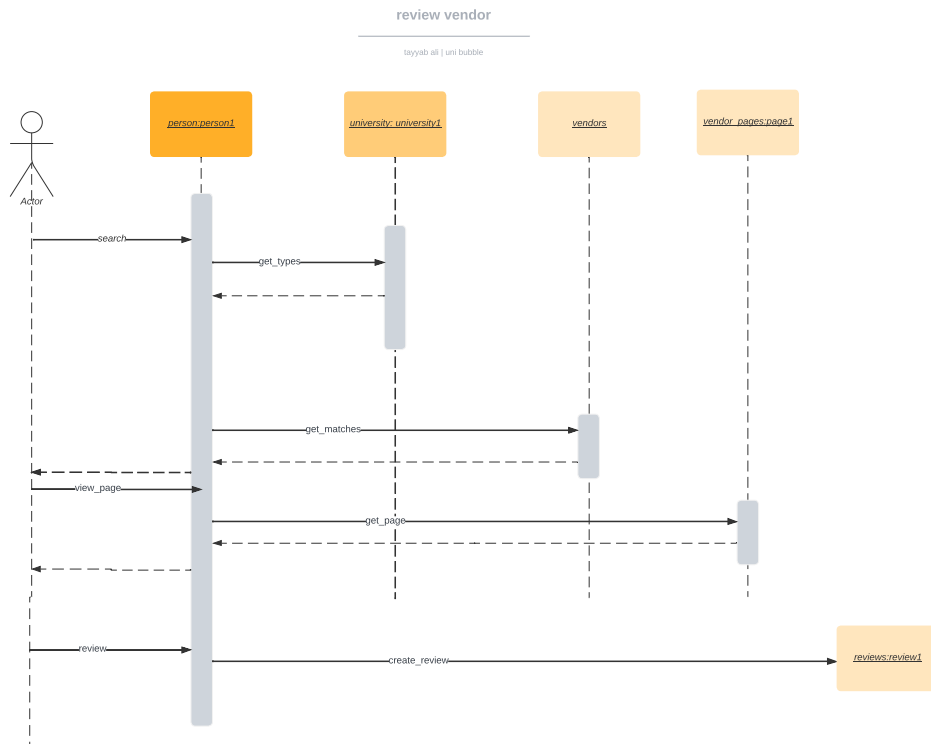 review vendor
tayyab ali | uni bubble
person:person1
university: university1
vendors
vendor_pages:page1
Actor
search
get_types
get_matches
view_page
get_page
review
create_review
reviews:review1